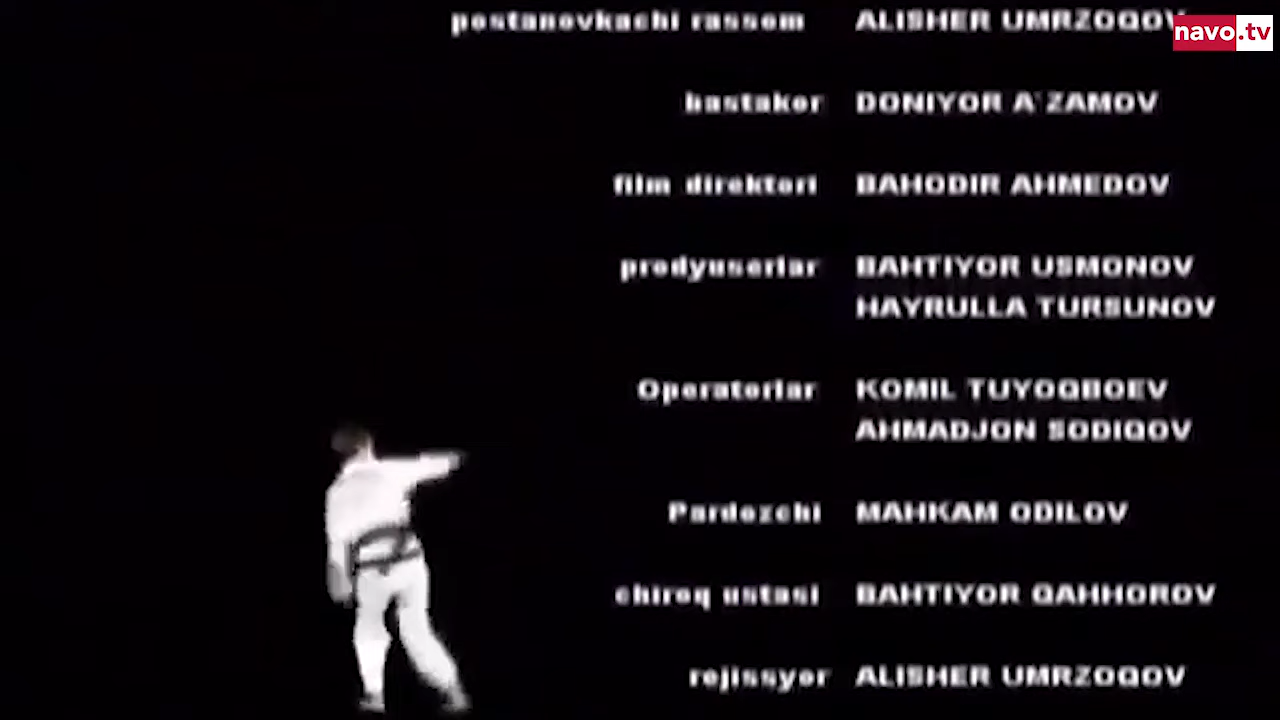 postanovkachi rassom ALISHER UMRZOQOV
navo.tv
bastakor DONIYOR A`ZAMOV
film direktori BAHODIR AHMEDOV
prodyuserlar BAHTIYOR USMONOV
HAYRULLA TURSUNOV
Operatorlar KOMIL TUYOQBOEV
AHMADJON SODIQOV
Pardozchi MAHKAM ODILOV
chiroq ustasi BAHTIYOR QAHHOROV
rejissyor ALISHER UMRZOQOV